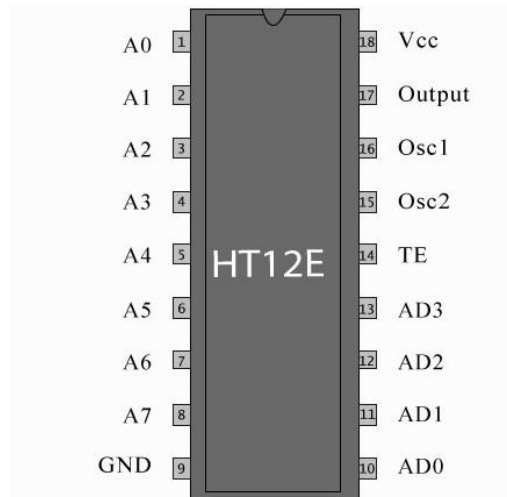 A0 1 18 Vcc
A1 2 17 Output
A2 3 16 Osc1
A3 4 15 Osc2
A4 5 HT12E 14 TE
A5 6 13 AD3
A6 7 12 AD2
A7 8 11 AD1
GND 9 10 AD0